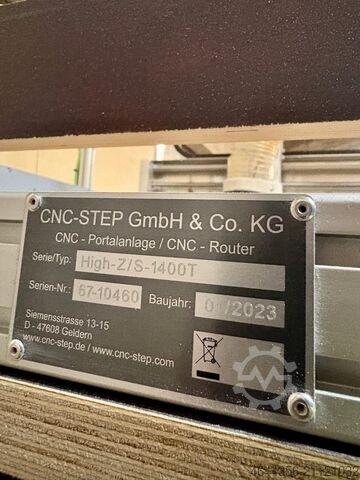 CNC-STEP GmbH & Co. KG
CNC - Portalanlage / CNC - Router
Serie/Typ: High-Z/S-1400T
Serien-Nr.: 67-10460 Baujahr: 01/2023
Siemensstrasse 13-15
D - 47608 Geldern
www.cnc-step.de / www.cnc-step.com